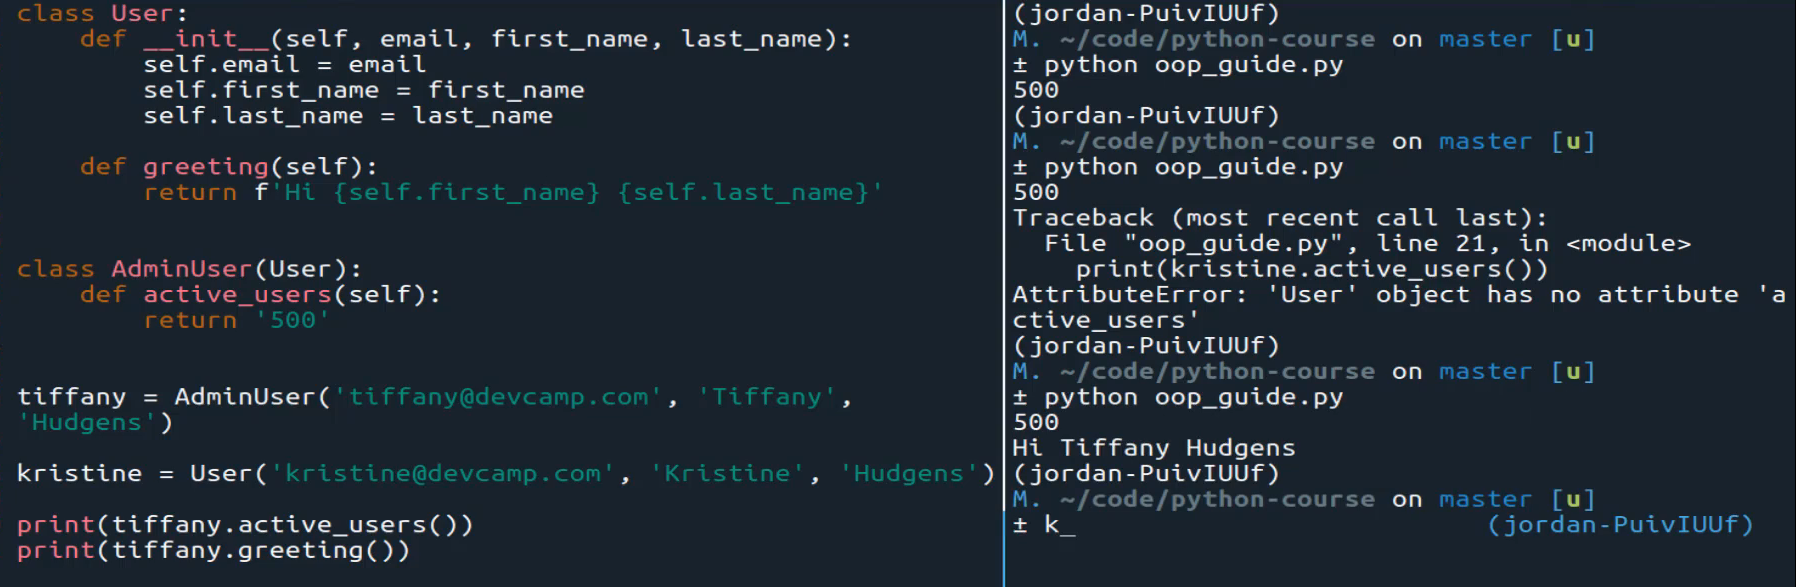 class User:
    def __init__(self, email, first_name, last_name):
        self.email = email
        self.first_name = first_name
        self.last_name = last_name
    def greeting(self):
        return f'Hi {self.first_name} {self.last_name}'
class AdminUser(User):
    def active_users(self):
        return '500'
tiffany = AdminUser('tiffany@devcamp.com', 'Tiffany',
'Hudgens')
kristine = User('kristine@devcamp.com', 'Kristine', 'Hudgens')
print(tiffany.active_users())
print(tiffany.greeting())
(jordan-PuivIUUf)
M. ~/code/python-course on master [u]
± python oop_guide.py
500
(jordan-PuivIUUf)
M. ~/code/python-course on master [u]
± python oop_guide.py
500
Traceback (most recent call last):
  File "oop_guide.py", line 21, in <module>
    print(kristine.active_users())
AttributeError: 'User' object has no attribute 'a
ctive_users'
(jordan-PuivIUUf)
M. ~/code/python-course on master [u]
± python oop_guide.py
500
Hi Tiffany Hudgens
(jordan-PuivIUUf)
M. ~/code/python-course on master [u]
± k_ (jordan-PuivIUUf)